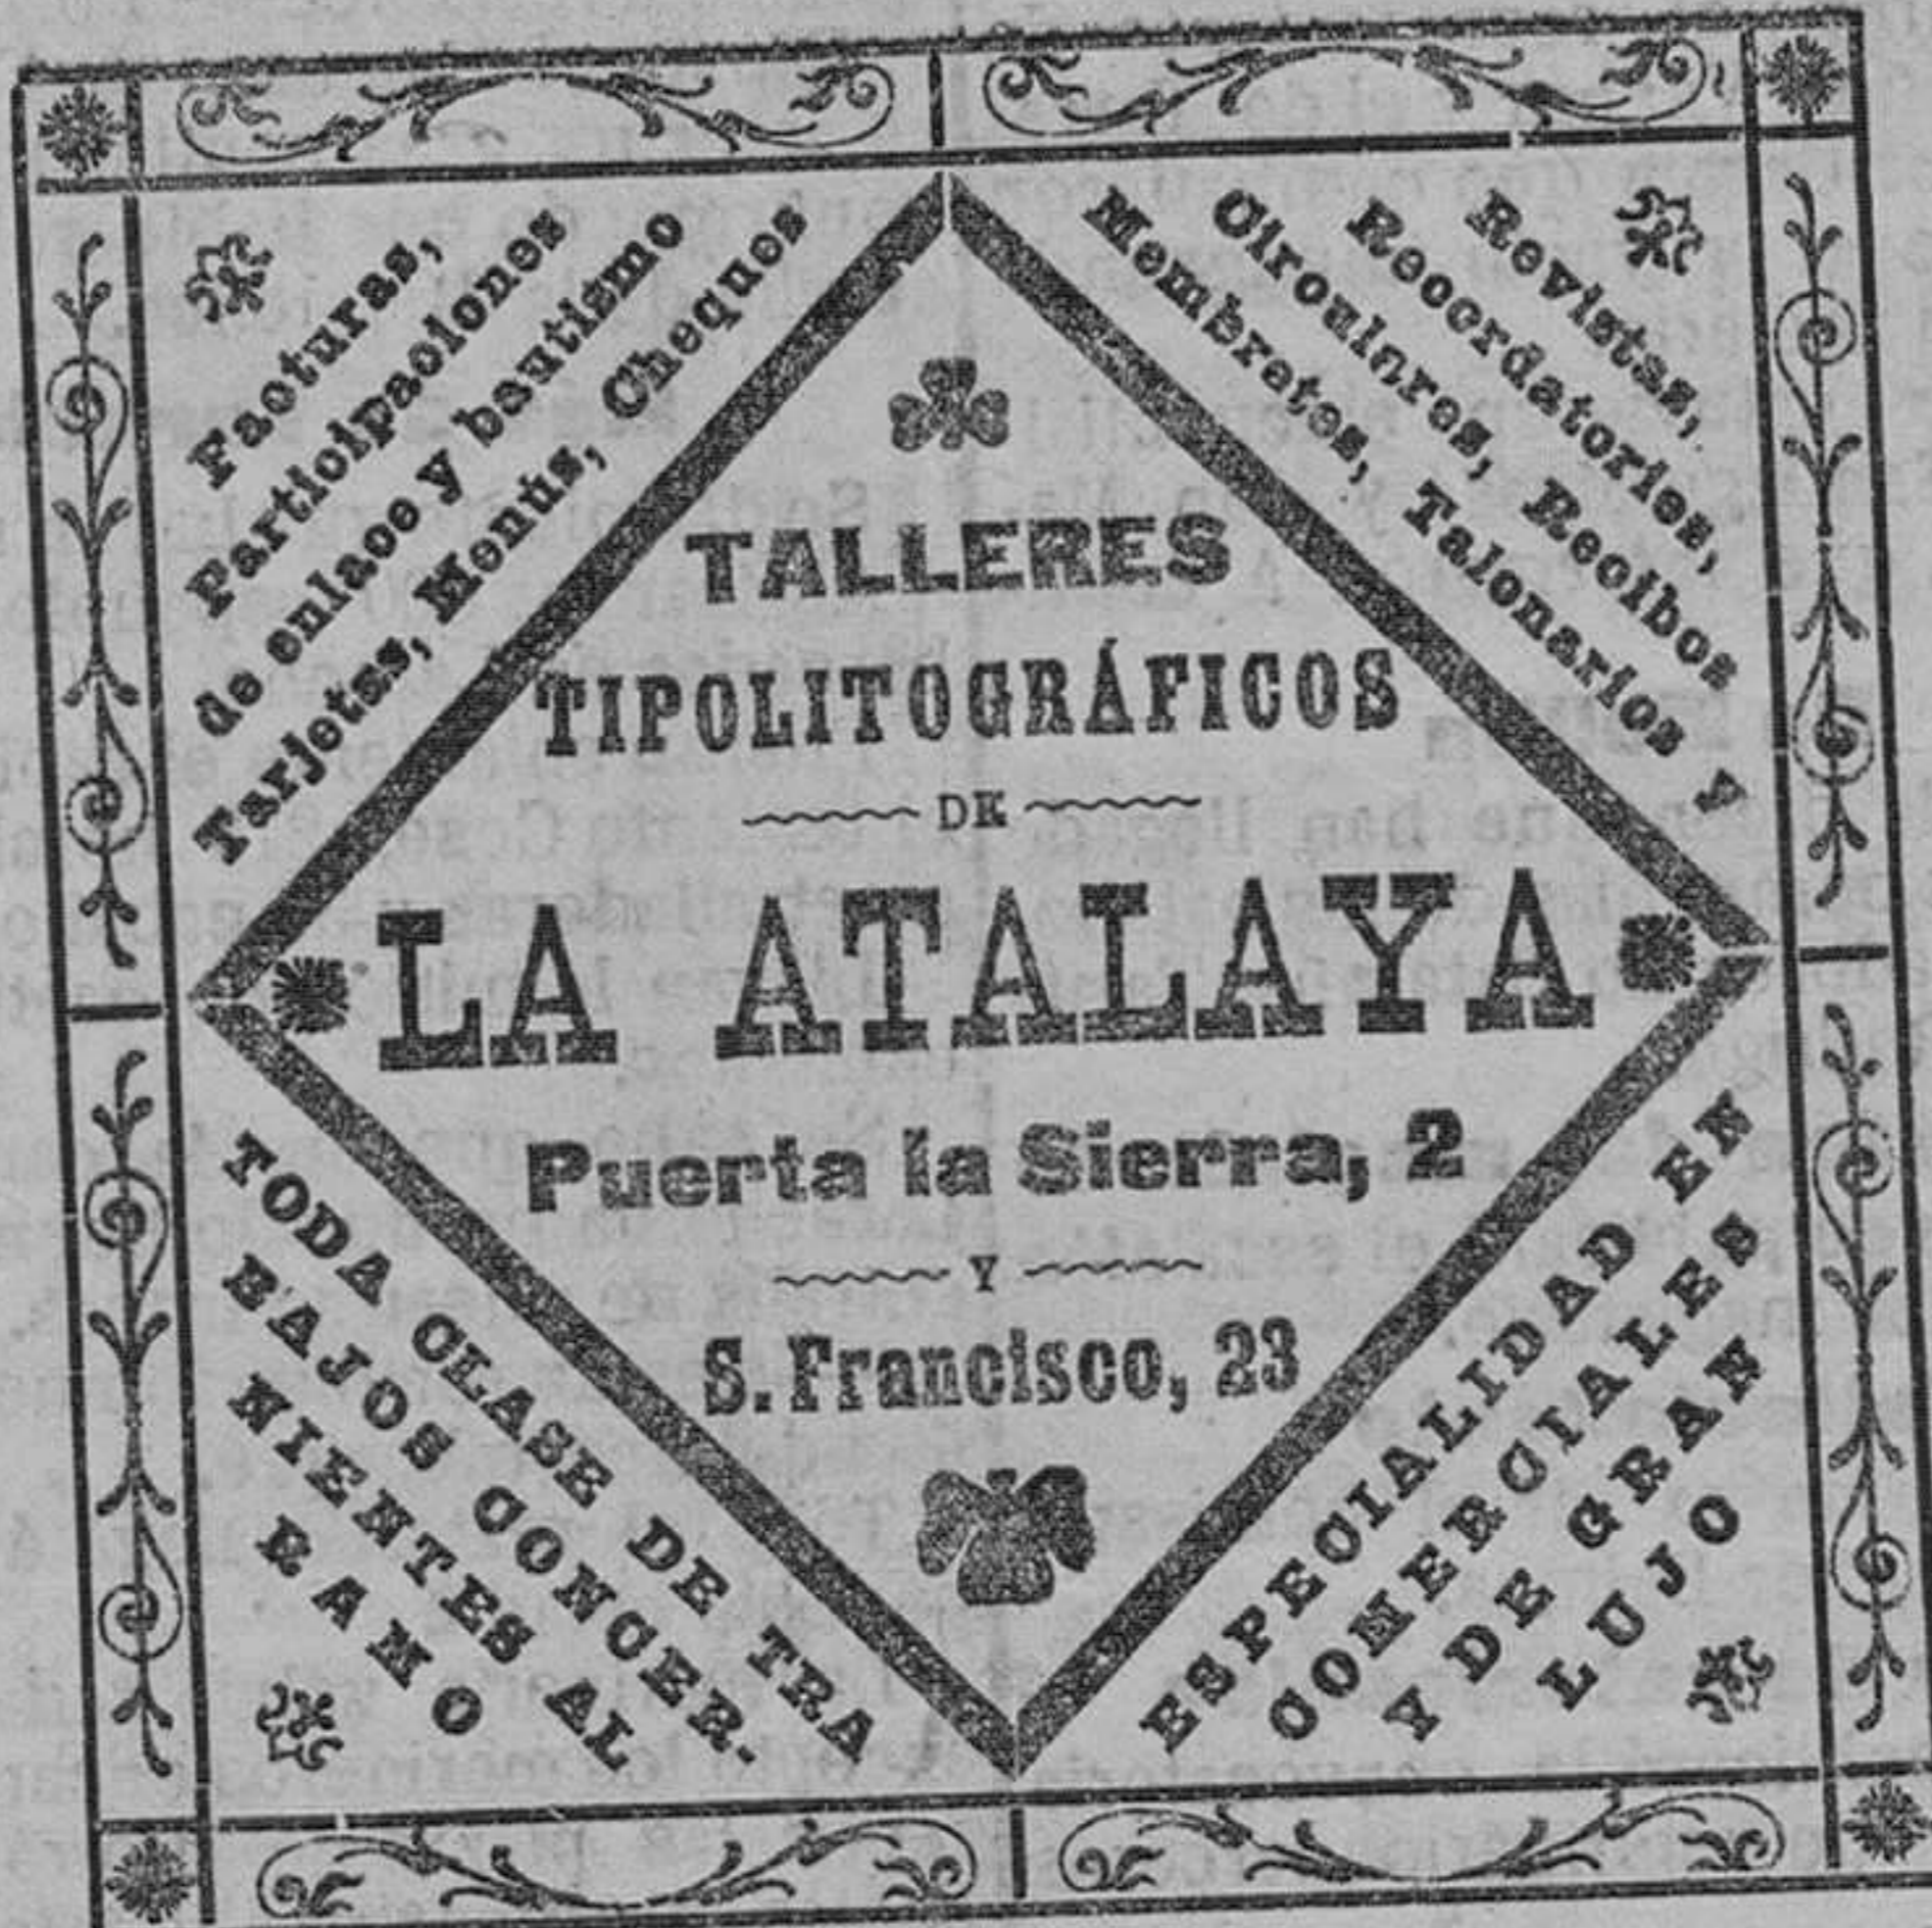 Facturas,
Participaciones
de enlace y bautismo
Tarjetas, Menús, Cheques
Revistas,
Recordatorios,
Circulares, Recibos
Membretes, Talonarios y
TALLERES
TIPOLITOGRÁFICOS
DE
LA ATALAYA
Puerta la Sierra, 2
Y
S. Francisco, 23
TODA CLASE DE TRA
BAJOS CONCER-
NIENTES AL
RAMO
ESPECIALIDAD EN
COMERCIALES
Y DE GRAN
LUJO